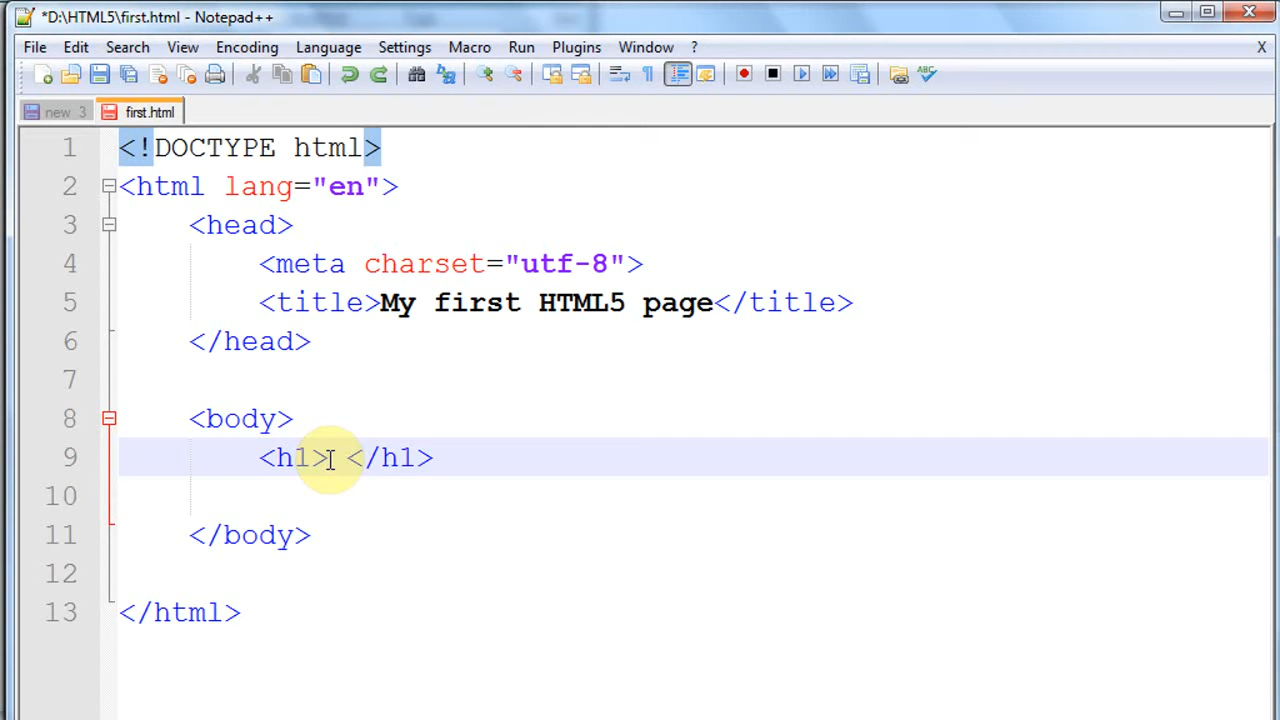 *D:\HTML5\first.html - Notepad++
File Edit Search View Encoding Language Settings Macro Run Plugins Window ? X
new 3 first.html
1 <!DOCTYPE html>
2 <html lang="en">
3 <head>
4 <meta charset="utf-8">
5 <title>My first HTML5 page</title>
6 </head>
7
8 <body>
9 <h1> </h1>
10
11 </body>
12
13 </html>